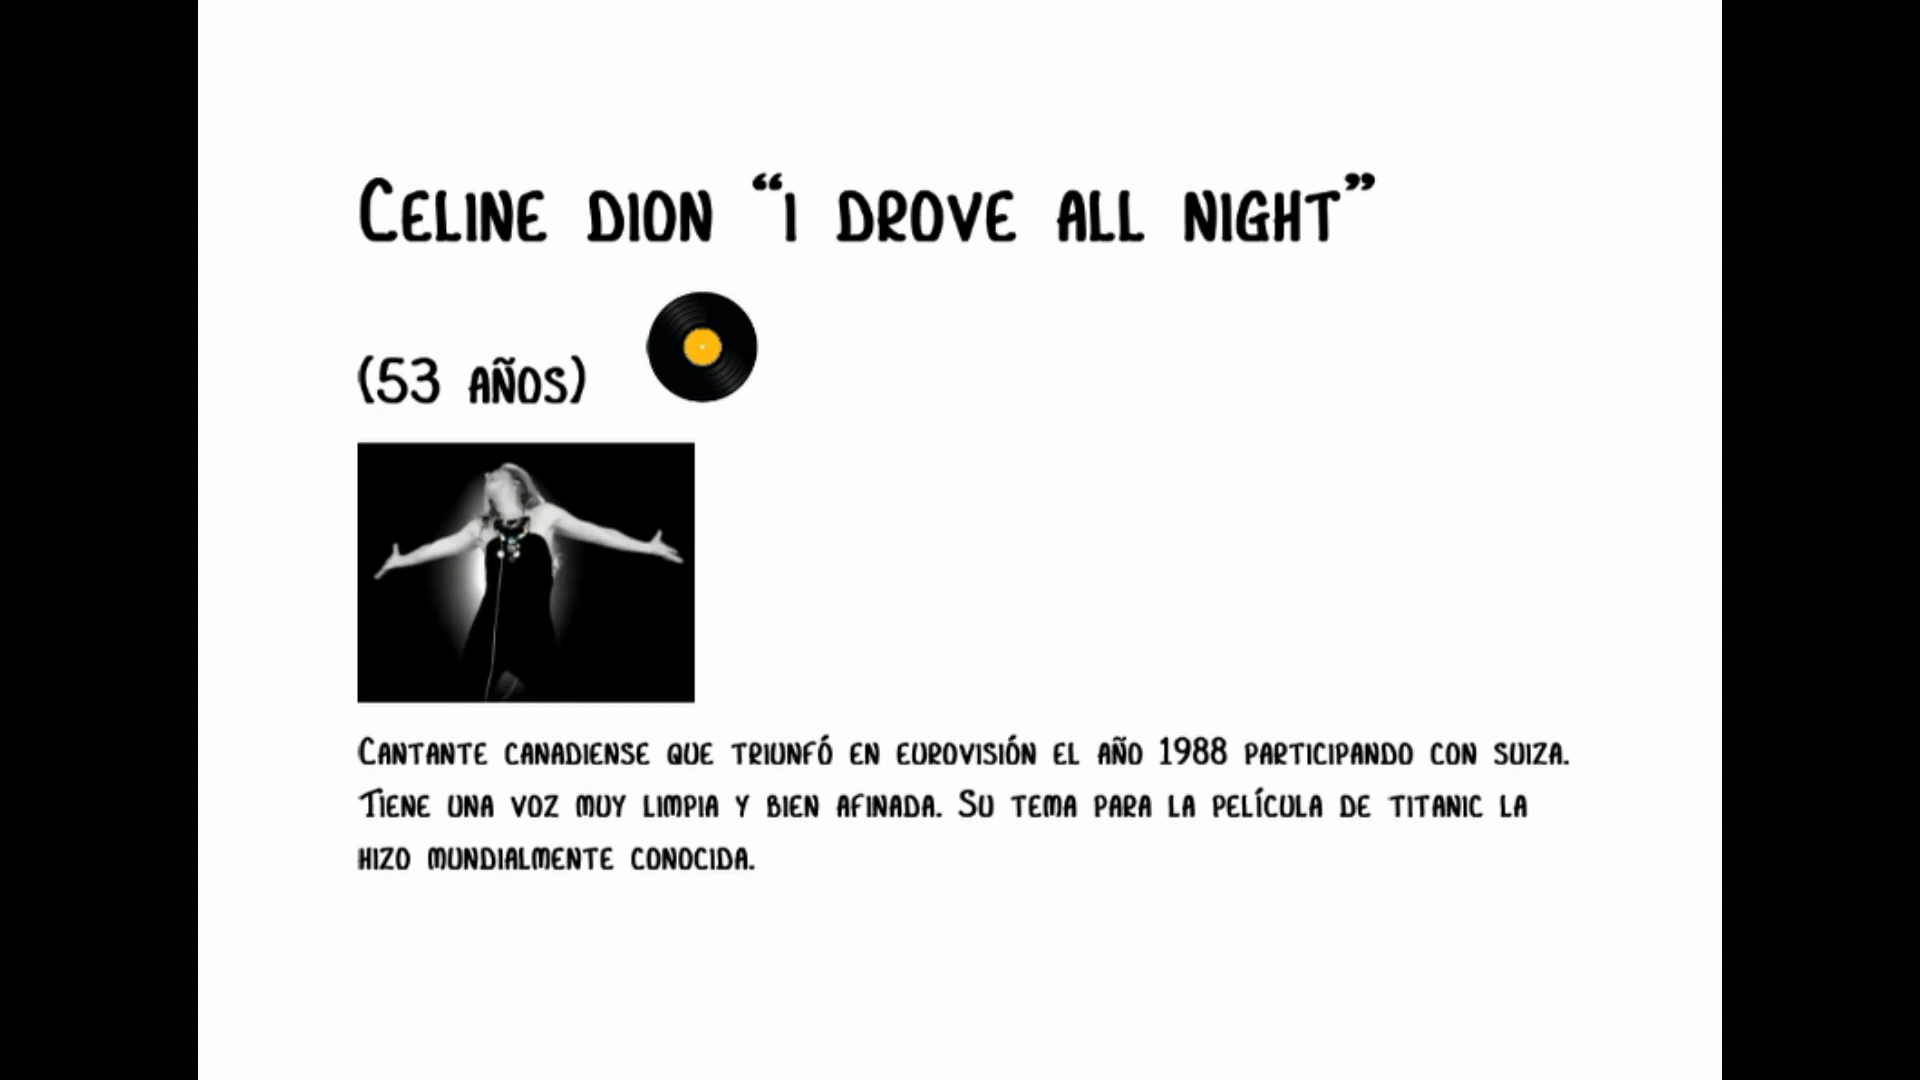 Celine dion “i drove all night”
(53 años)
Cantante canadiense que triunfó en eurovisión el año 1988 participando con suiza.
Tiene una voz muy limpia y bien afinada. Su tema para la película de titanic la
hizo mundialmente conocida.